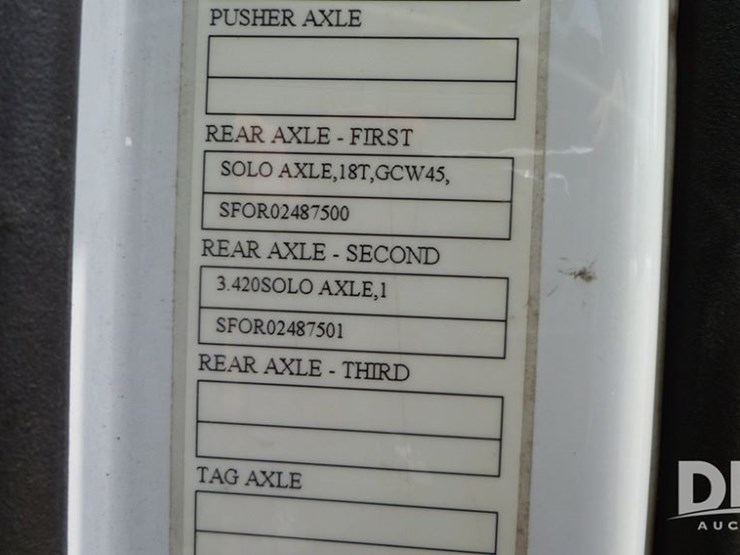 PUSHER AXLE
REAR AXLE - FIRST
SOLO AXLE,18T,GCW45,
SFOR02487500
REAR AXLE - SECOND
3.420SOLO AXLE,1
SFOR02487501
REAR AXLE - THIRD
TAG AXLE